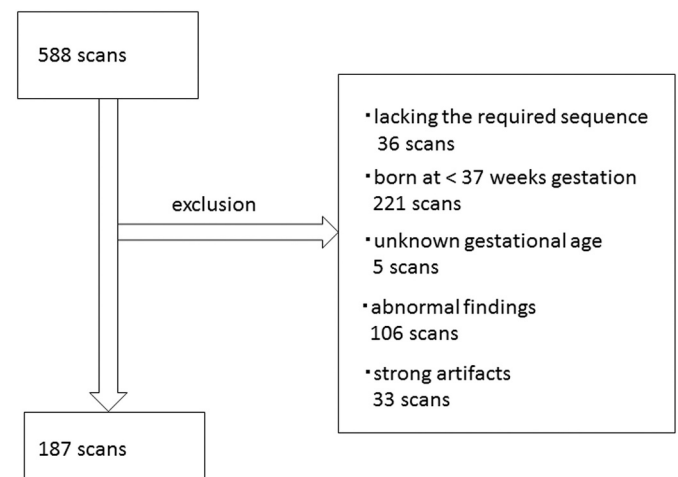 588 scans
・lacking the required sequence
36 scans
・born at < 37 weeks gestation
221 scans
exclusion
・unknown gestational age
5 scans
・abnormal findings
106 scans
・strong artifacts
33 scans
187 scans